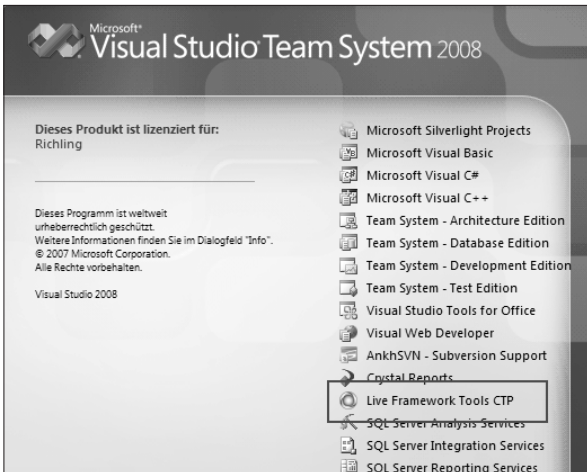 Microsoft®
Visual Studio Team System 2008
Dieses Produkt ist lizenziert für:
Richling
Dieses Programm ist weltweit
urheberrechtlich geschützt.
Weitere Informationen finden Sie im Dialogfeld "Info".
© 2007 Microsoft Corporation.
Alle Rechte vorbehalten.
Visual Studio 2008
Microsoft Silverlight Projects
Microsoft Visual Basic
Microsoft Visual C#
Microsoft Visual C++
Team System - Architecture Edition
Team System - Database Edition
Team System - Development Edition
Team System - Test Edition
Visual Studio Tools for Office
Visual Web Developer
AnkhSVN - Subversion Support
Crystal Reports
Live Framework Tools CTP
SQL Server Analysis Services
SQL Server Integration Services
SQL Server Reporting Services